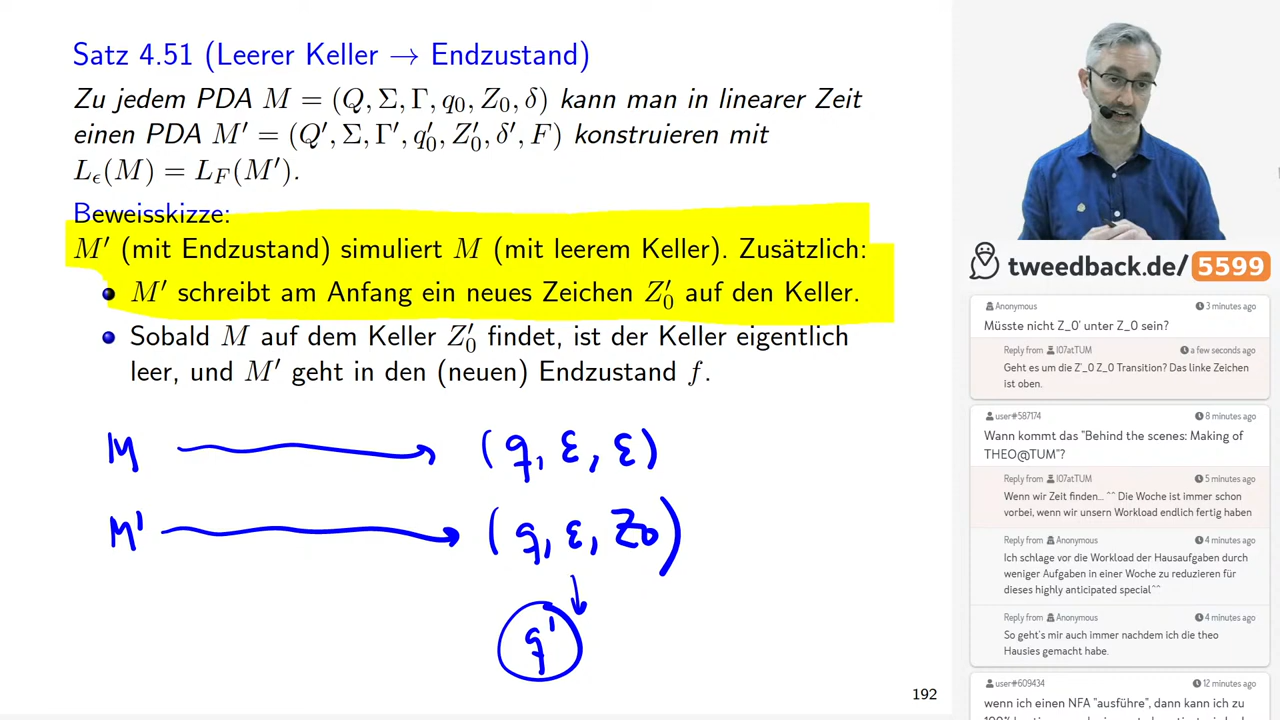 Satz 4.51 (Leerer Keller → Endzustand)
Zu jedem PDA M = (Q, Σ, Γ, q₀, Z₀, δ) kann man in linearer Zeit
einen PDA M′ = (Q′, Σ, Γ′, q′₀, Z′₀, δ′, F) konstruieren mit
L_ϵ(M) = L_F(M′).
Beweisskizze:
M′ (mit Endzustand) simuliert M (mit leerem Keller). Zusätzlich:
M′ schreibt am Anfang ein neues Zeichen Z′₀ auf den Keller.
Sobald M auf dem Keller Z′₀ findet, ist der Keller eigentlich
leer, und M′ geht in den (neuen) Endzustand f.
M → (q, ε, ε)
M' → (q, ε, Z₀)
↓
q'
192
tweedback.de/ 5599
Anonymous 3 minutes ago
Müsste nicht Z_0' unter Z_0 sein?
Reply from I07atTUM a few seconds ago
Geht es um die Z'_0 Z_0 Transition? Das linke Zeichen
ist oben.
user#587174 8 minutes ago
Wann kommt das "Behind the scenes: Making of
THEO@TUM"?
Reply from I07atTUM 5 minutes ago
Wenn wir Zeit finden... ^^ Die Woche ist immer schon
vorbei, wenn wir unsern Workload endlich fertig haben
Reply from Anonymous 4 minutes ago
Ich schlage vor die Workload der Hausaufgaben durch
weniger Aufgaben in einer Woche zu reduzieren für
dieses highly anticipated special^^
Reply from Anonymous 4 minutes ago
So geht's mir auch immer nachdem ich die theo
Hausies gemacht habe.
user#609434 12 minutes ago
wenn ich einen NFA "ausführe", dann kann ich zu